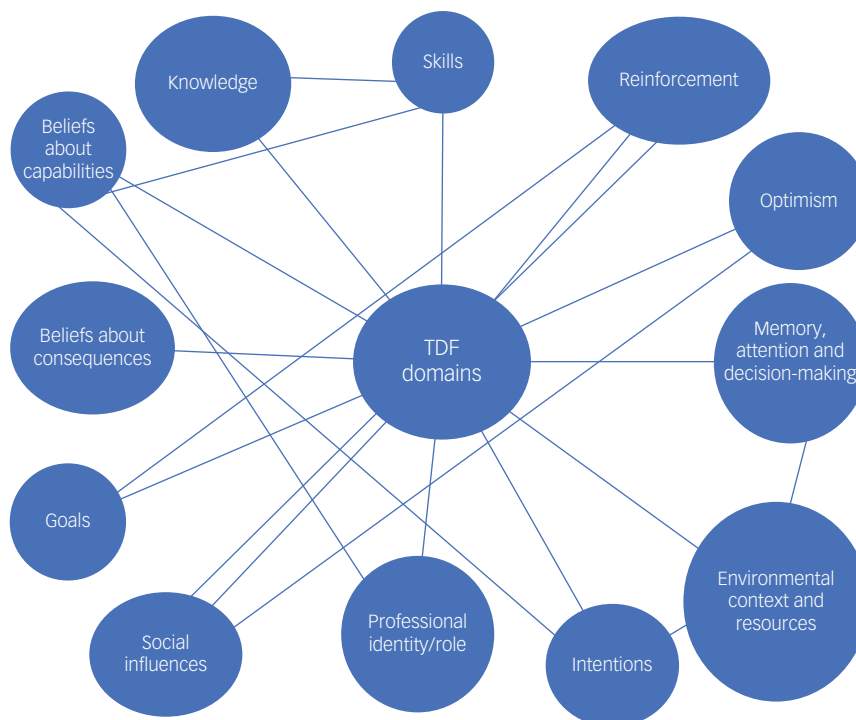 Skills
Knowledge
Reinforcement
Beliefs
about
capabilities
Optimism
Beliefs about
consequences
TDF
domains
Memory,
attention and
decision-making
Goals
Environmental
context and
resources
Social
influences
Professional
identity/role
Intentions